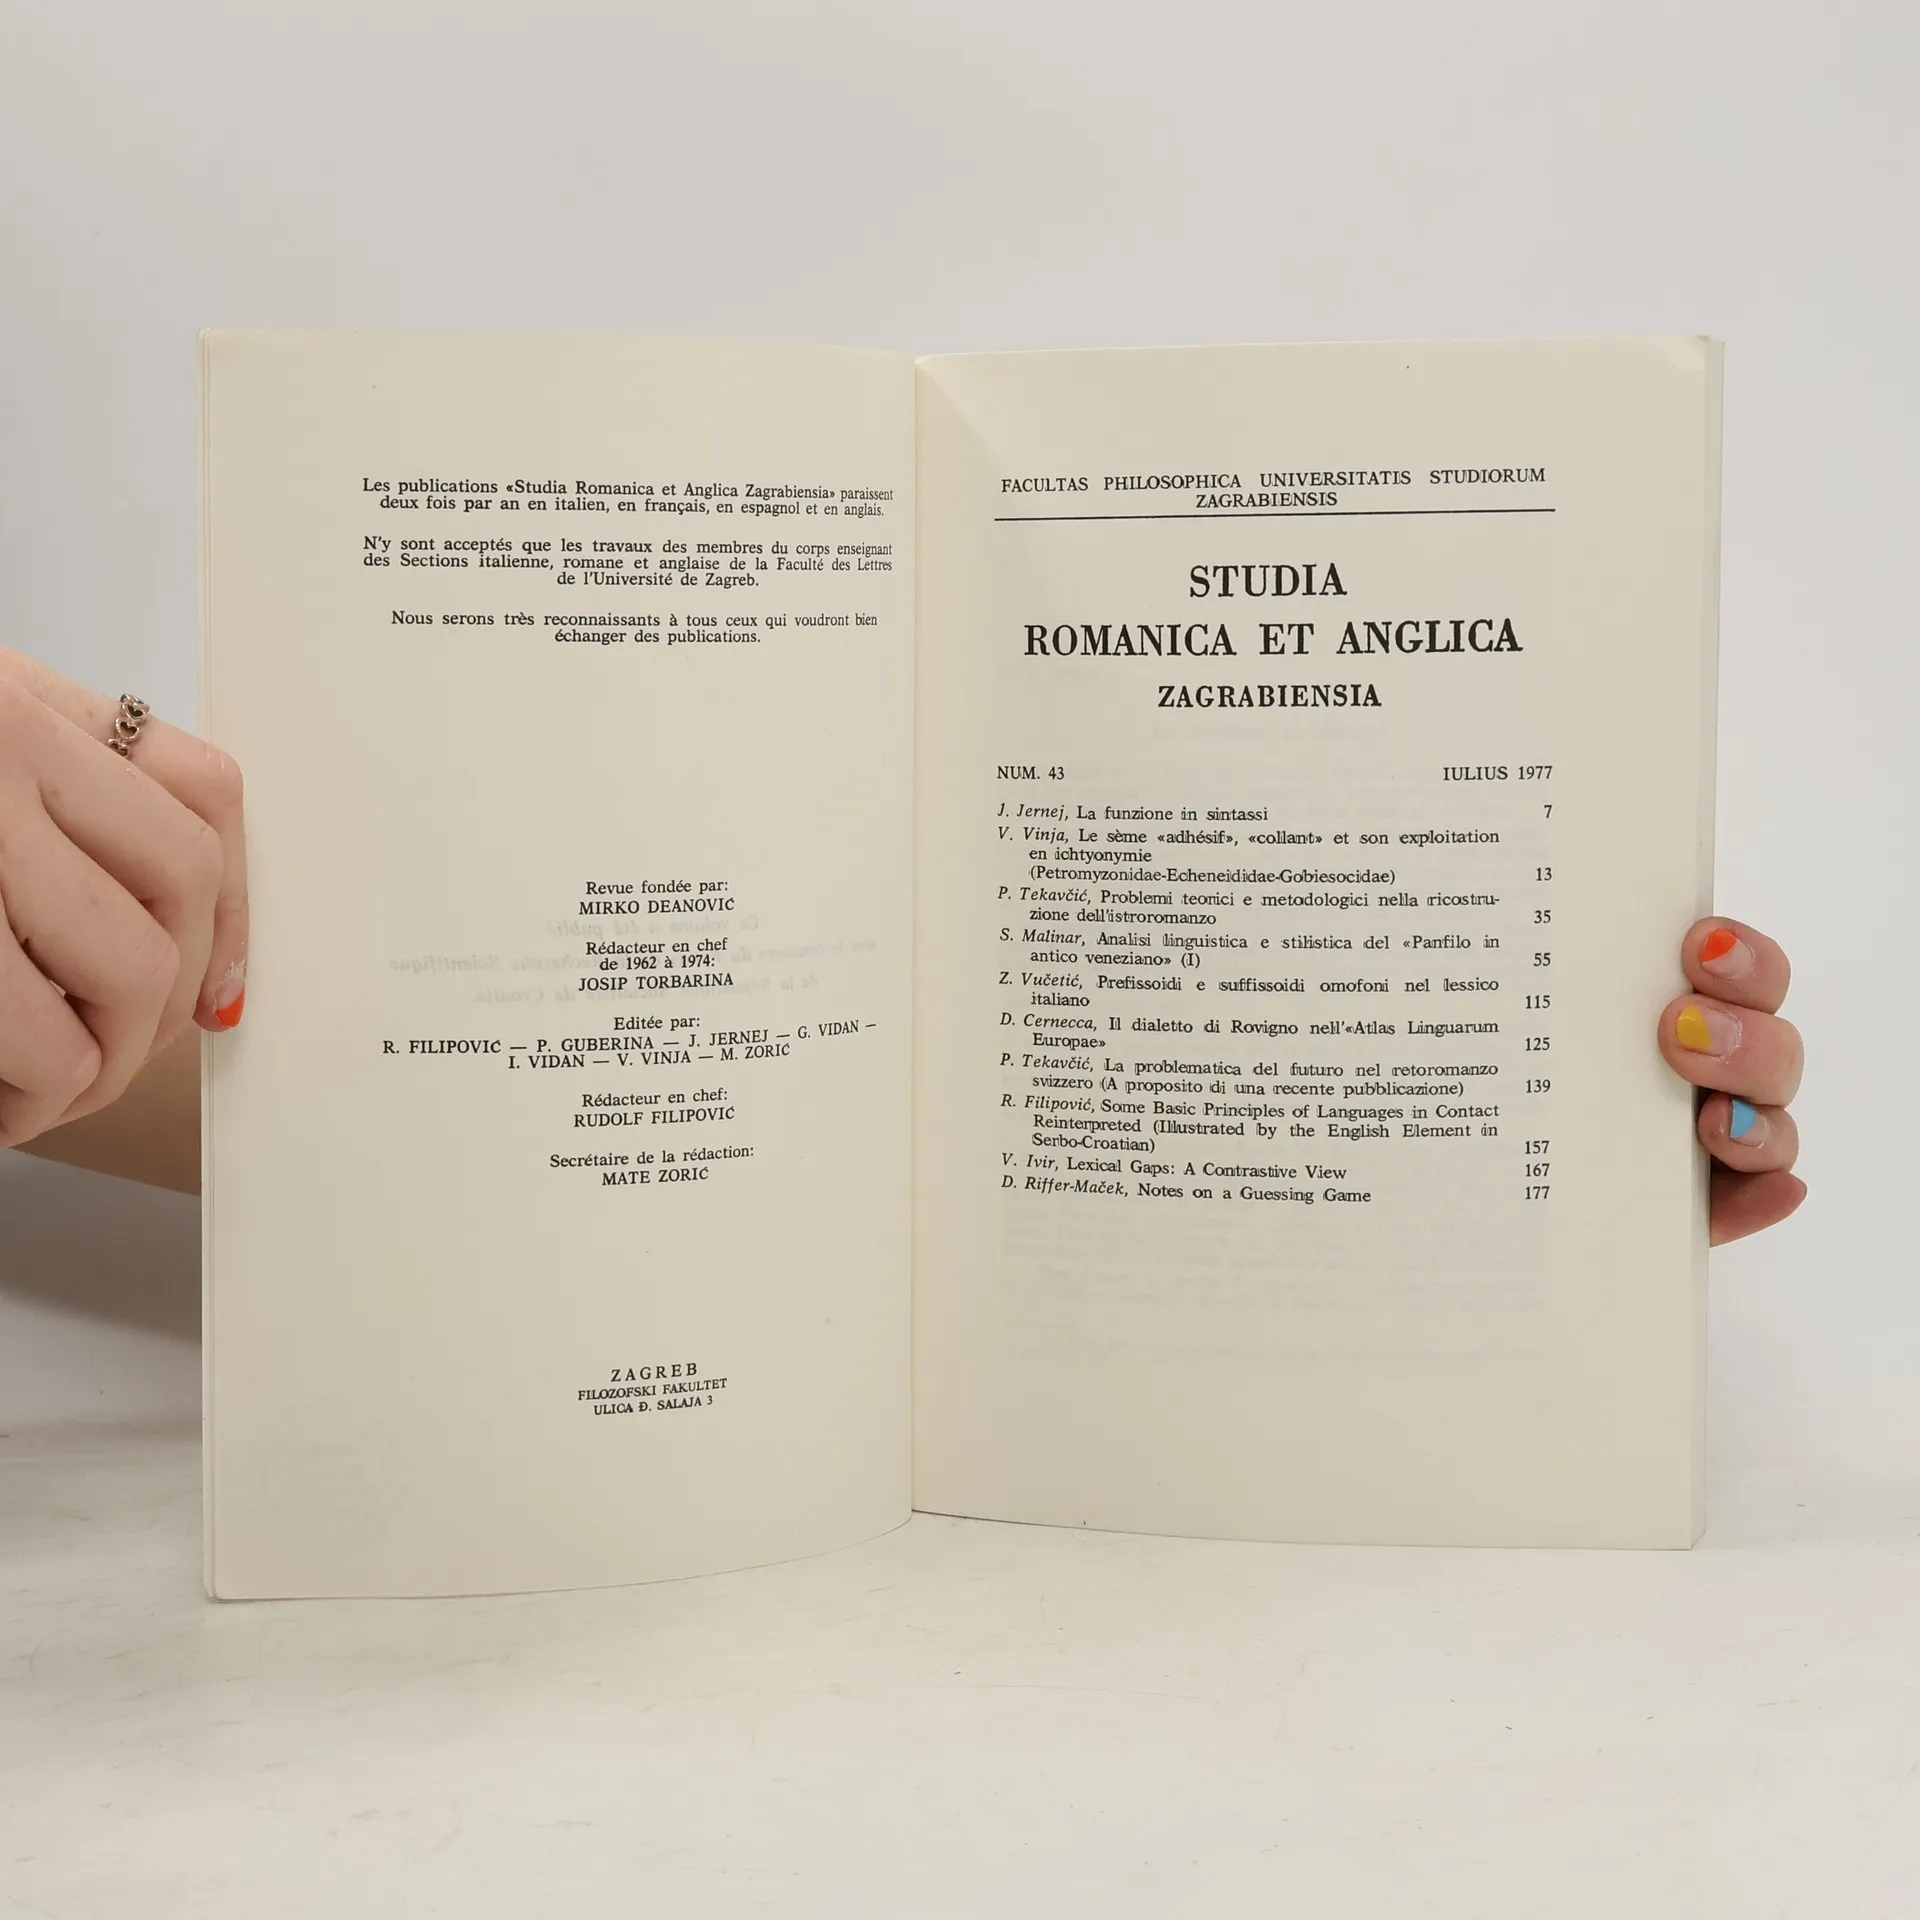 Les publications «Studia Romanica et Anglica Zagrabiensia» paraissent
deux fois par an en italien, en français, en espagnol et en anglais.
N'y sont acceptés que les travaux des membres du corps enseignant
des Sections italienne, romane et anglaise de la Faculté des Lettres
de l'Université de Zagreb.
Nous serons très reconnaissants à tous ceux qui voudront bien
échanger des publications.
Revue fondée par:
MIRKO DEANOVIĆ
Rédacteur en chef
de 1962 à 1974:
JOSIP TORBARINA
Editée par:
R. FILIPOVIĆ — P. GUBERINA — J. JERNEJ — G. VIDAN —
I. VIDAN — V. VINJA — M. ZORIĆ
Rédacteur en chef:
RUDOLF FILIPOVIĆ
Secrétaire de la rédaction:
MATE ZORIĆ
ZAGREB
FILOZOFSKI FAKULTET
ULICA Đ. SALAJA 3
FACULTAS PHILOSOPHICA UNIVERSITATIS STUDIORUM
ZAGRABIENSIS
STUDIA
ROMANICA ET ANGLICA
ZAGRABIENSIA
NUM. 43 IULIUS 1977
J. Jernej, La funzione in sintassi 7
V. Vinja, Le sème «adhésif», «collant» et son exploitation
en ichtyonymie
(Petromyzonidae-Echeneididae-Gobiesocidae) 13
P. Tekavčić, Problemi teorici e metodologici nella ricostru-
zione dell'istroromanzo 35
S. Malinar, Analisi linguistica e stilistica del «Panfilo in
antico veneziano» (I) 55
Z. Vučetić, Prefissoidi e suffissoidi omofoni nel lessico
italiano 115
D. Cernecca, Il dialetto di Rovigno nell'«Atlas Linguarum
Europae» 125
P. Tekavčić, La problematica del futuro nel retoromanzo
svizzero (A proposito di una recente pubblicazione) 139
R. Filipović, Some Basic Principles of Languages in Contact
Reinterpreted (Illustrated by the English Element in
Serbo-Croatian) 157
V. Ivir, Lexical Gaps: A Contrastive View 167
D. Riffer-Maček, Notes on a Guessing Game 177